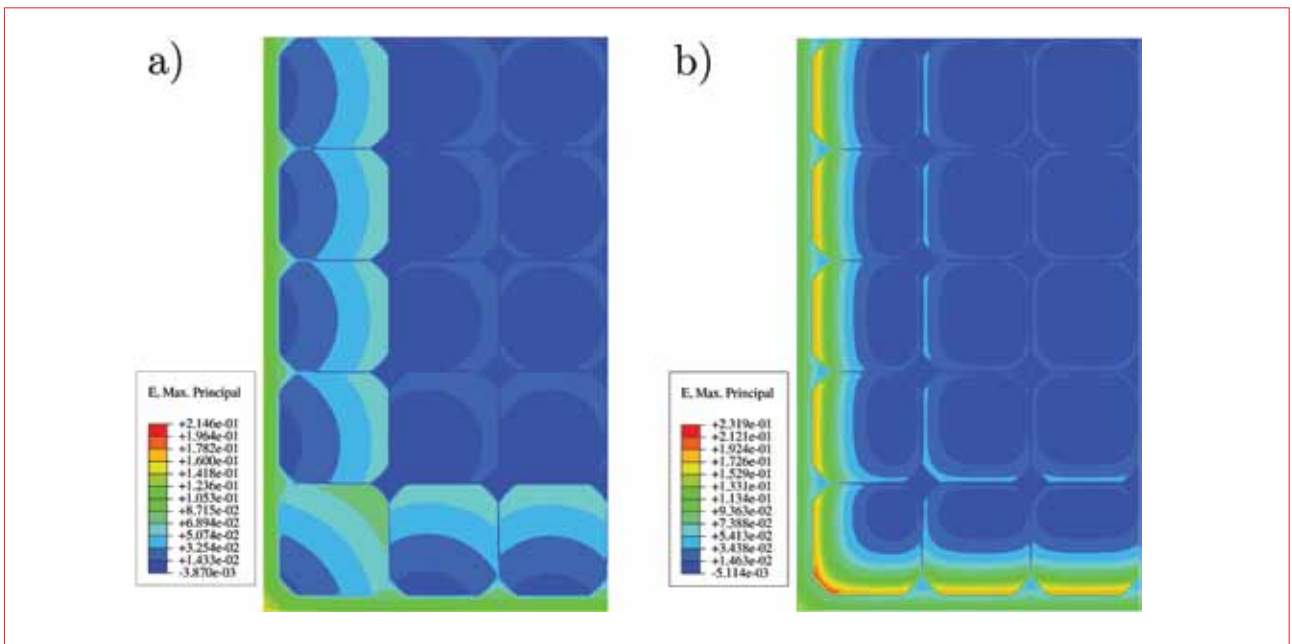 a)
E, Max. Principal
+2.146e-01
+1.964e-01
+1.782e-01
+1.600e-01
+1.418e-01
+1.236e-01
+1.053e-01
+8.715e-02
+6.894e-02
+5.074e-02
+3.254e-02
+1.433e-02
-3.870e-03
b)
E, Max. Principal
+2.319e-01
+2.121e-01
+1.924e-01
+1.726e-01
+1.529e-01
+1.331e-01
+1.134e-01
+9.363e-02
+7.388e-02
+5.413e-02
+3.438e-02
+1.463e-02
-5.114e-03